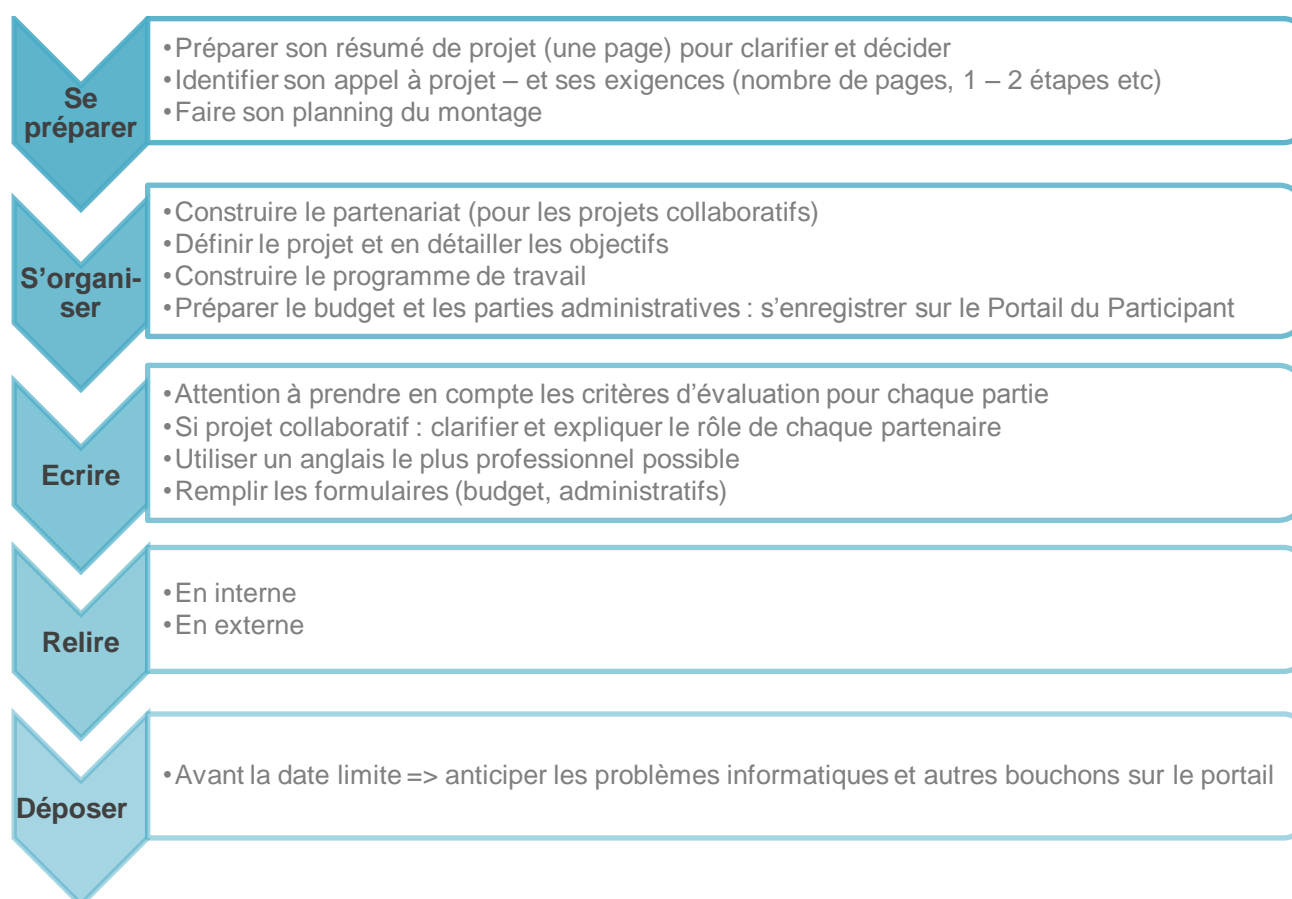 Se
préparer
•Préparer son résumé de projet (une page) pour clarifier et décider
•Identifier son appel à projet – et ses exigences (nombre de pages, 1 – 2 étapes etc)
•Faire son planning du montage
S’organi-
ser
•Construire le partenariat (pour les projets collaboratifs)
•Définir le projet et en détailler les objectifs
•Construire le programme de travail
•Préparer le budget et les parties administratives : s’enregistrer sur le Portail du Participant
Ecrire
•Attention à prendre en compte les critères d’évaluation pour chaque partie
•Si projet collaboratif : clarifier et expliquer le rôle de chaque partenaire
•Utiliser un anglais le plus professionnel possible
•Remplir les formulaires (budget, administratifs)
Relire
•En interne
•En externe
Déposer
•Avant la date limite => anticiper les problèmes informatiques et autres bouchons sur le portail